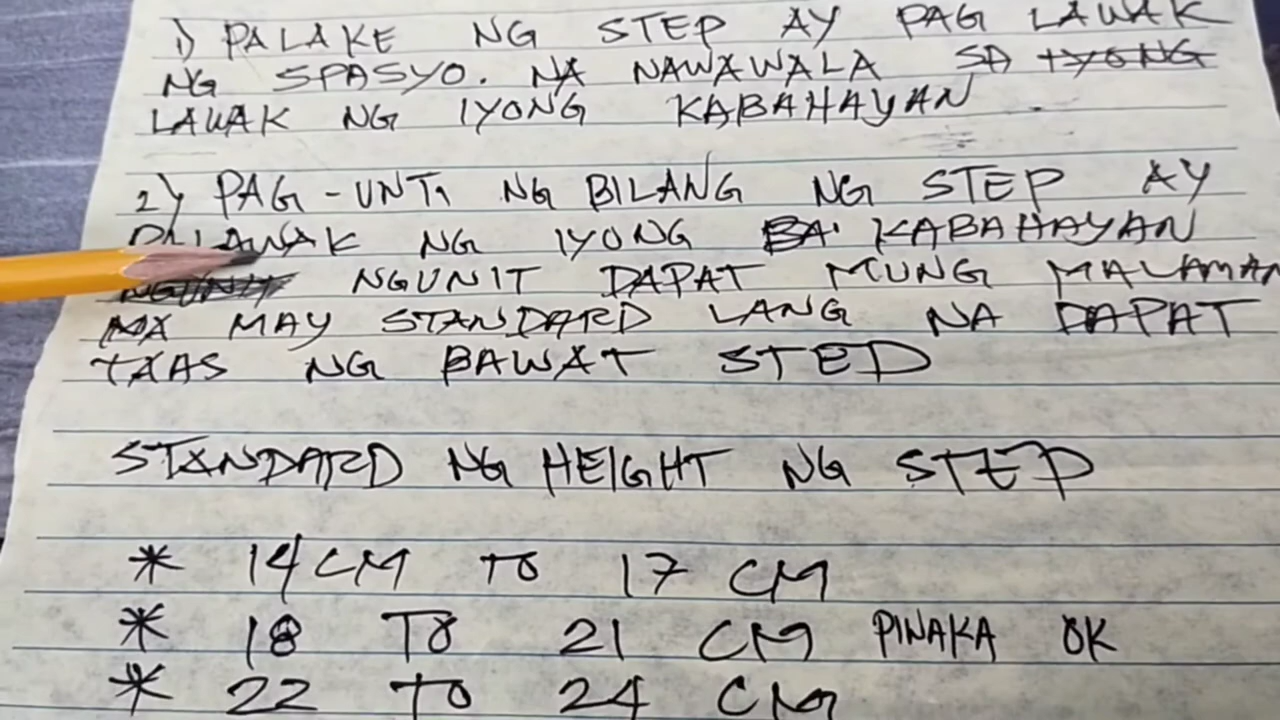 1) PALAKE NG STEP AY PAG LAWAK
NG SPASYO. NA NAWAWALA SA IYONG
LAWAK NG IYONG KABAHAYAN
2) PAG-UNTI NG BILANG NG STEP AY
PALAWAK NG IYONG BA KABAHAYAN
NGUNIT NGUNIT DAPAT MUNG MALAMAN
NA MAY STANDARD LANG NA DAPAT
TAAS NG BAWAT STEP
STANDARD NG HEIGHT NG STEP
* 14 CM TO 17 CM
* 18 TO 21 CM PINAKA OK
* 22 TO 24 CM